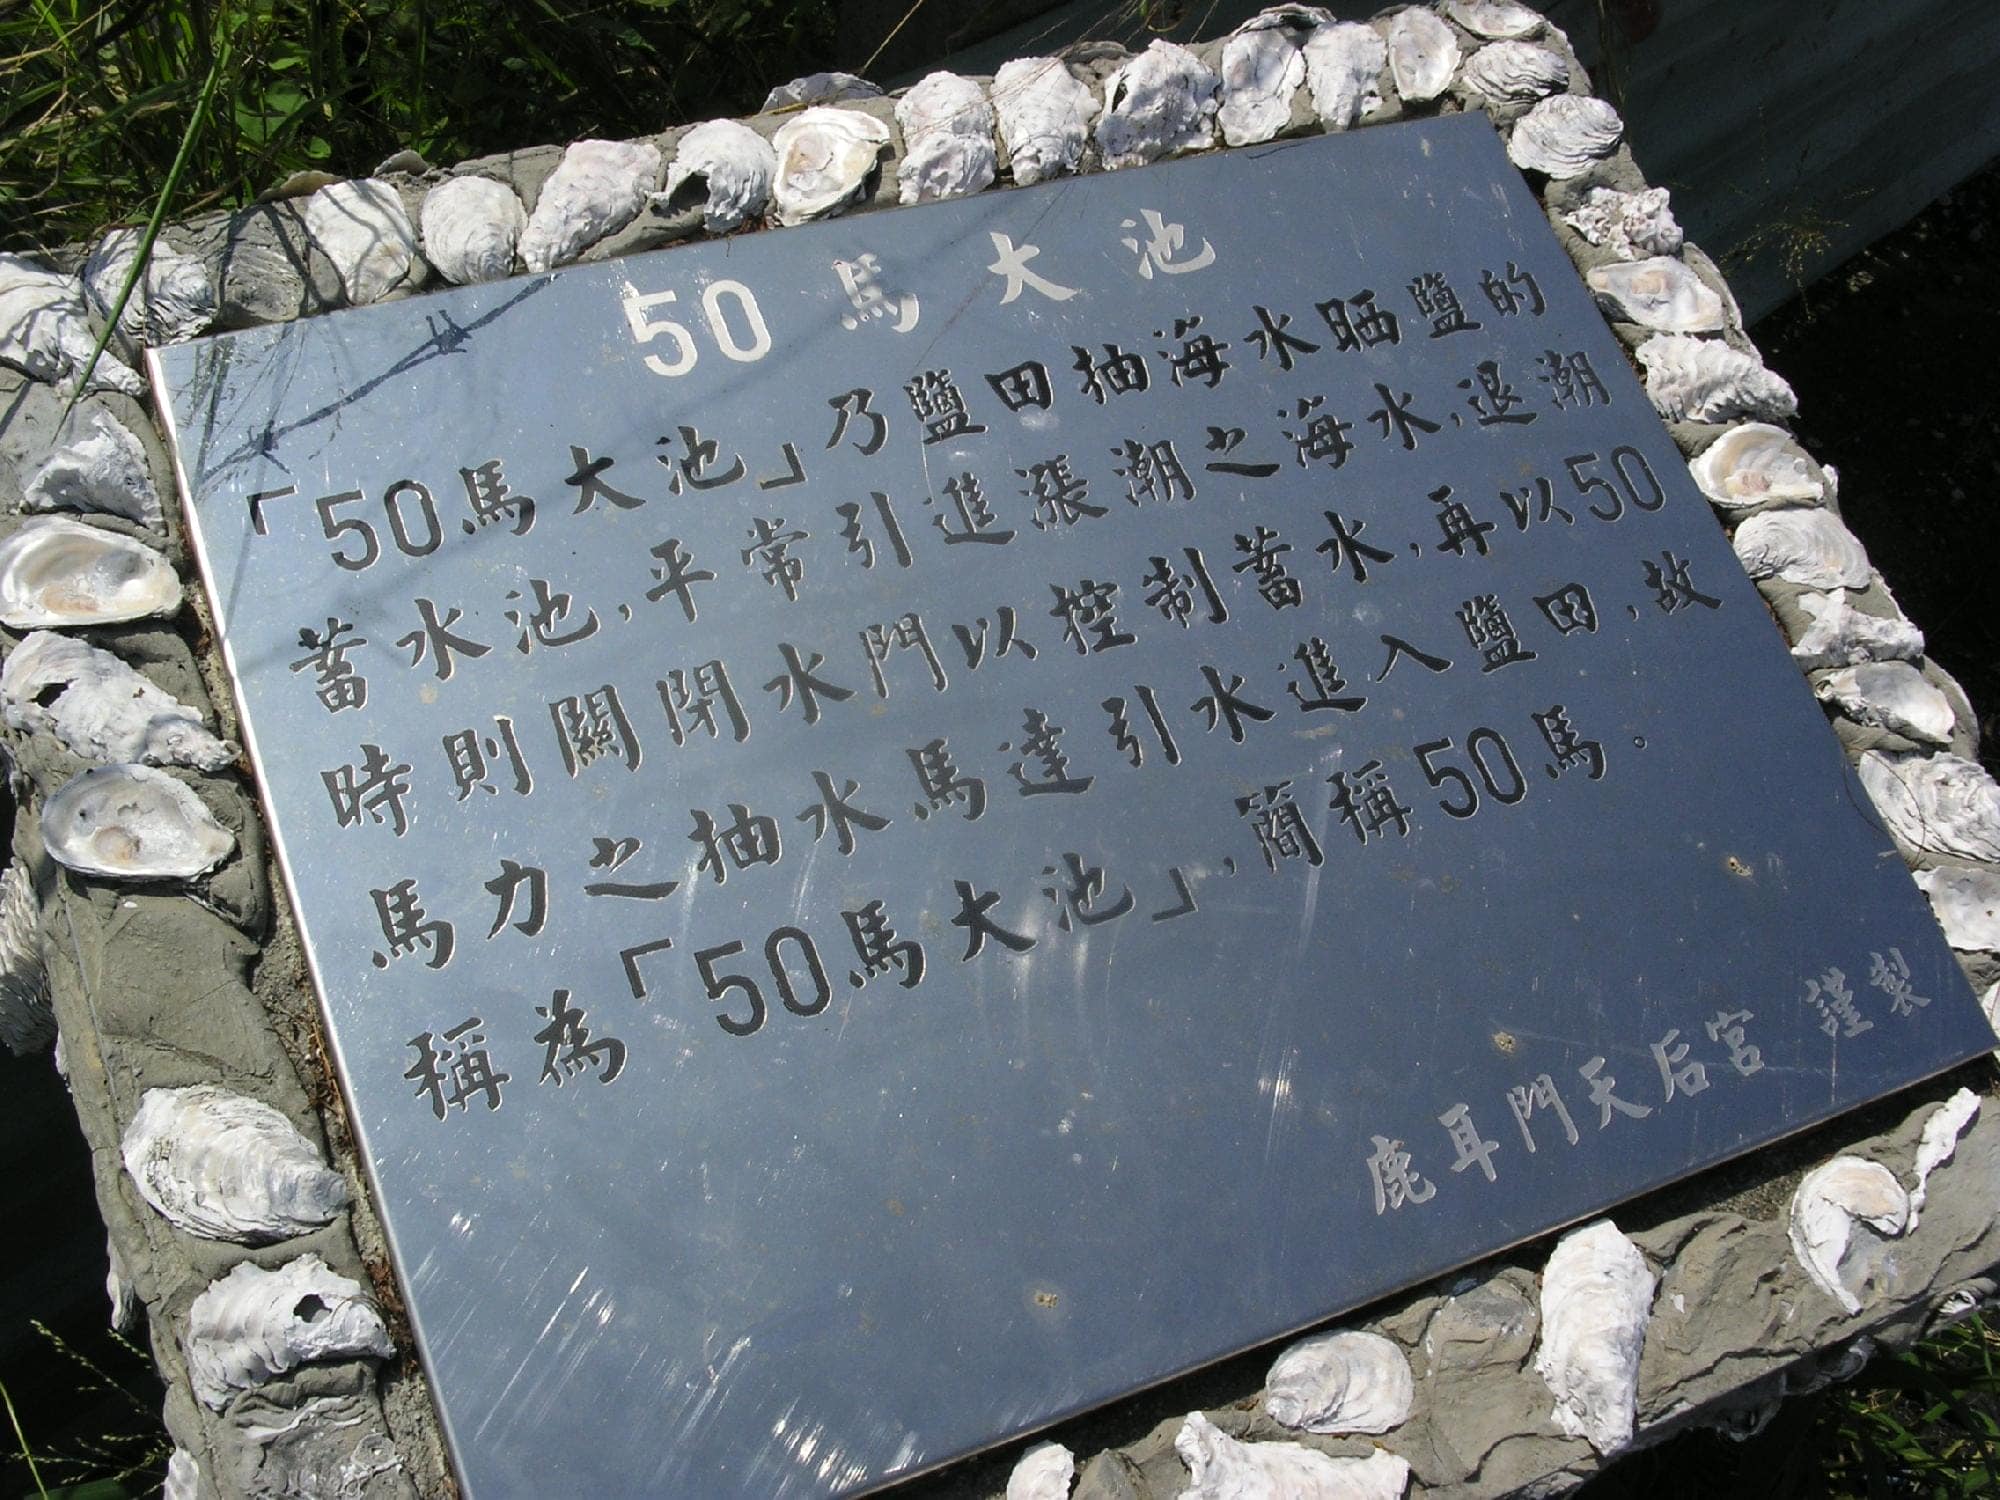 50馬大池
「50馬大池」乃鹽田抽海水晒鹽的
蓄水池,平常引進漲潮之海水,退潮
時則關閉水門以控制蓄水,再以50
馬力之抽水馬達引水進入鹽田,故
稱為「50馬大池」,簡稱50馬。
鹿耳門天后宮 謹製